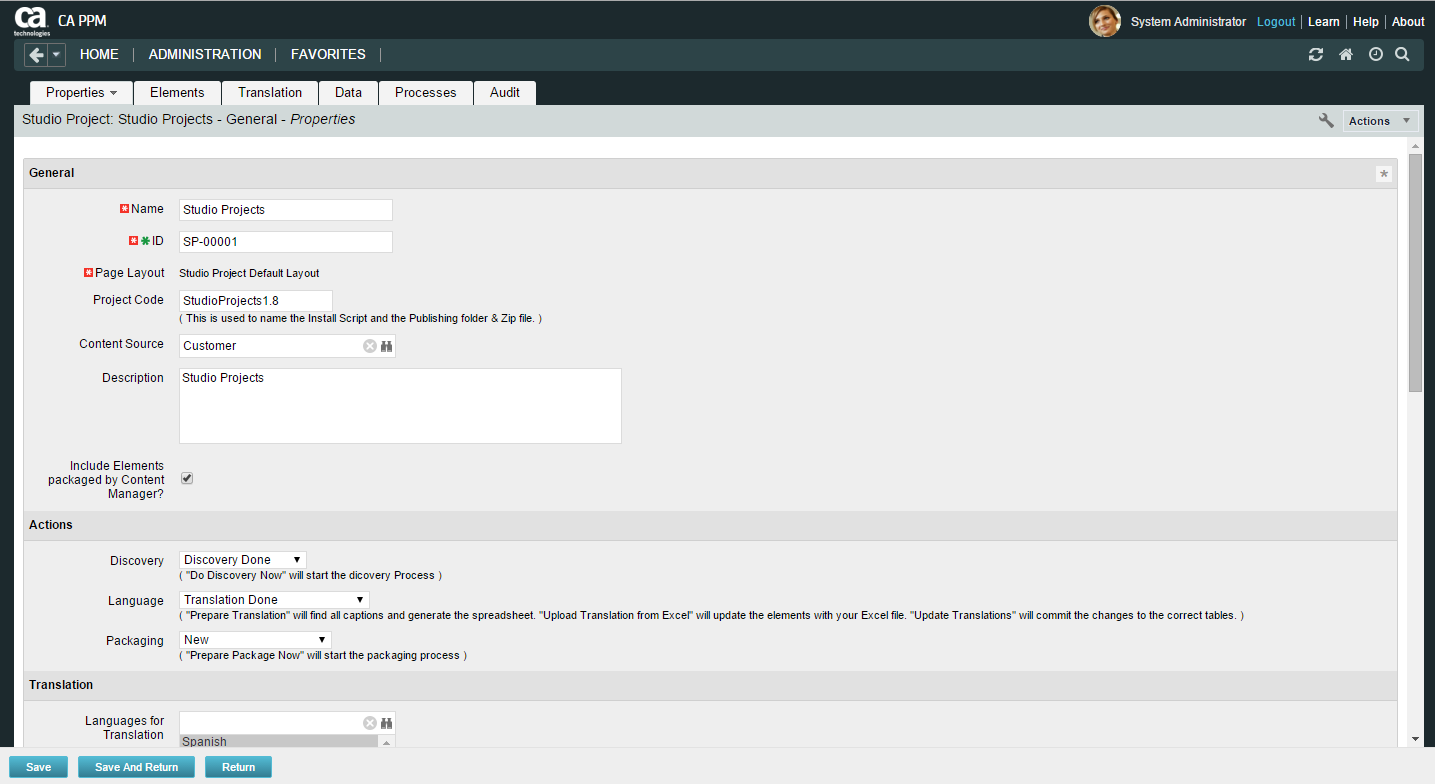 ca technologies CA PPM System Administrator Logout Learn Help About
HOME ADMINISTRATION FAVORITES
Properties Elements Translation Data Processes Audit
Studio Project: Studio Projects - General - Properties Actions
General
Name Studio Projects
ID SP-00001
Page Layout Studio Project Default Layout
Project Code StudioProjects1.8
( This is used to name the Install Script and the Publishing folder & Zip file. )
Content Source Customer
Description Studio Projects
Include Elements
packaged by Content
Manager?
Actions
Discovery Discovery Done
( "Do Discovery Now" will start the dicovery Process )
Language Translation Done
( "Prepare Translation" will find all captions and generate the spreadsheet. "Upload Translation from Excel" will update the elements with your Excel file. "Update Translations" will commit the changes to the correct tables. )
Packaging New
( "Prepare Package Now" will start the packaging process )
Translation
Languages for
Translation
Spanish
Save Save And Return Return